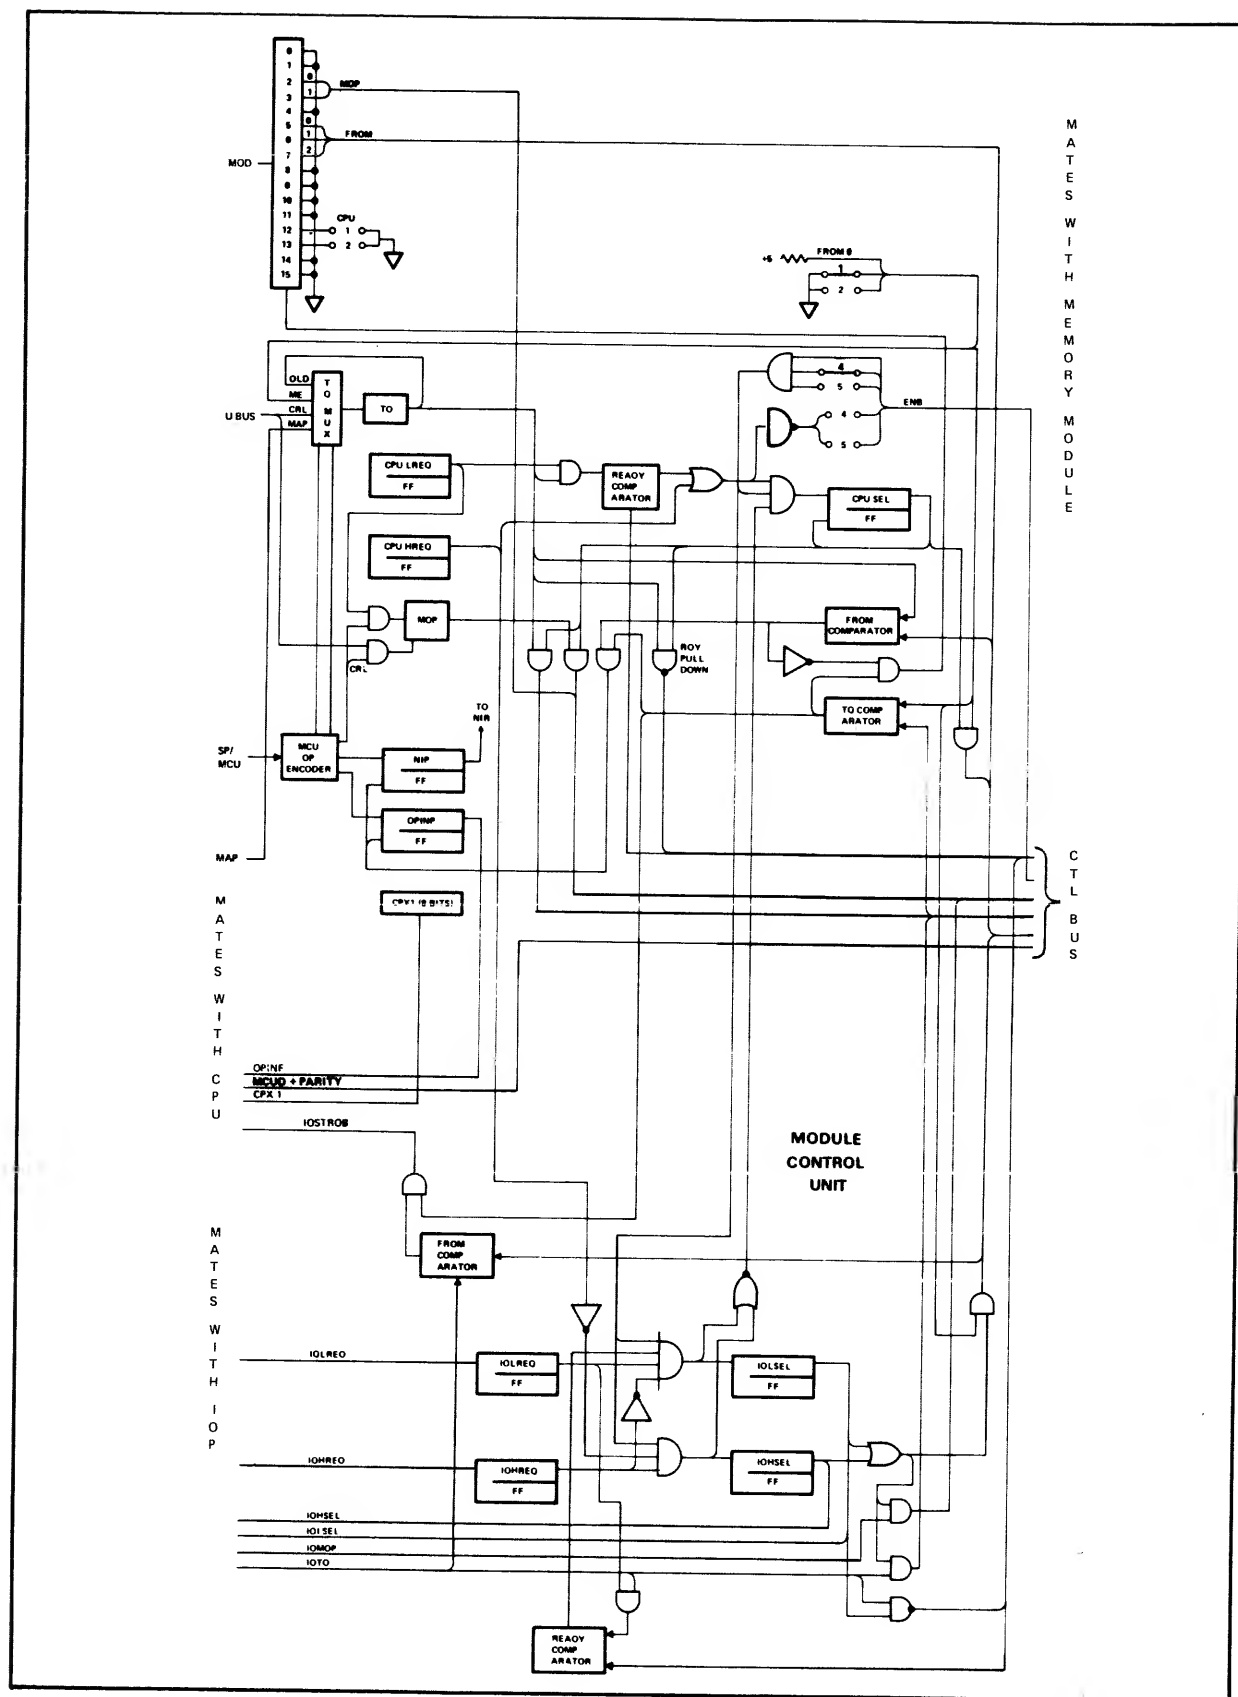 0
1
2
3
4
5
6
7
8
9
10
11
12
13
14
15
0
1
MOP
0
1
2
FROM
MOD
CPU
1
2
+5
FROM 0
1
2
MATES WITH MEMORY MODULE
OLD
ME
CRL
MAP
U BUS
TO MUX
TO
4
5
ENB
4
5
CPU LREQ
FF
READY
COMP
ARATOR
CPU SEL
FF
CPU HREQ
FF
MOP
CRL
FROM
COMPARATOR
RDY
PULL
DOWN
TO COMP
ARATOR
TO
NIR
SP/
MCU
MCU
OP
ENCODER
NIP
FF
OPINP
FF
MAP
CPX1 (8 BITS)
CTL BUS
MATES WITH CPU
OPINF
MCUD + PARITY
CPX 1
IOSTROB
MODULE
CONTROL
UNIT
MATES WITH IOP
FROM
COMP
ARATOR
IOLREQ
IOLREQ
FF
IOLSEL
FF
IOHREQ
IOHREQ
FF
IOHSEL
FF
IOHSEL
IOLSEL
IOMOP
IOTO
READY
COMP
ARATOR